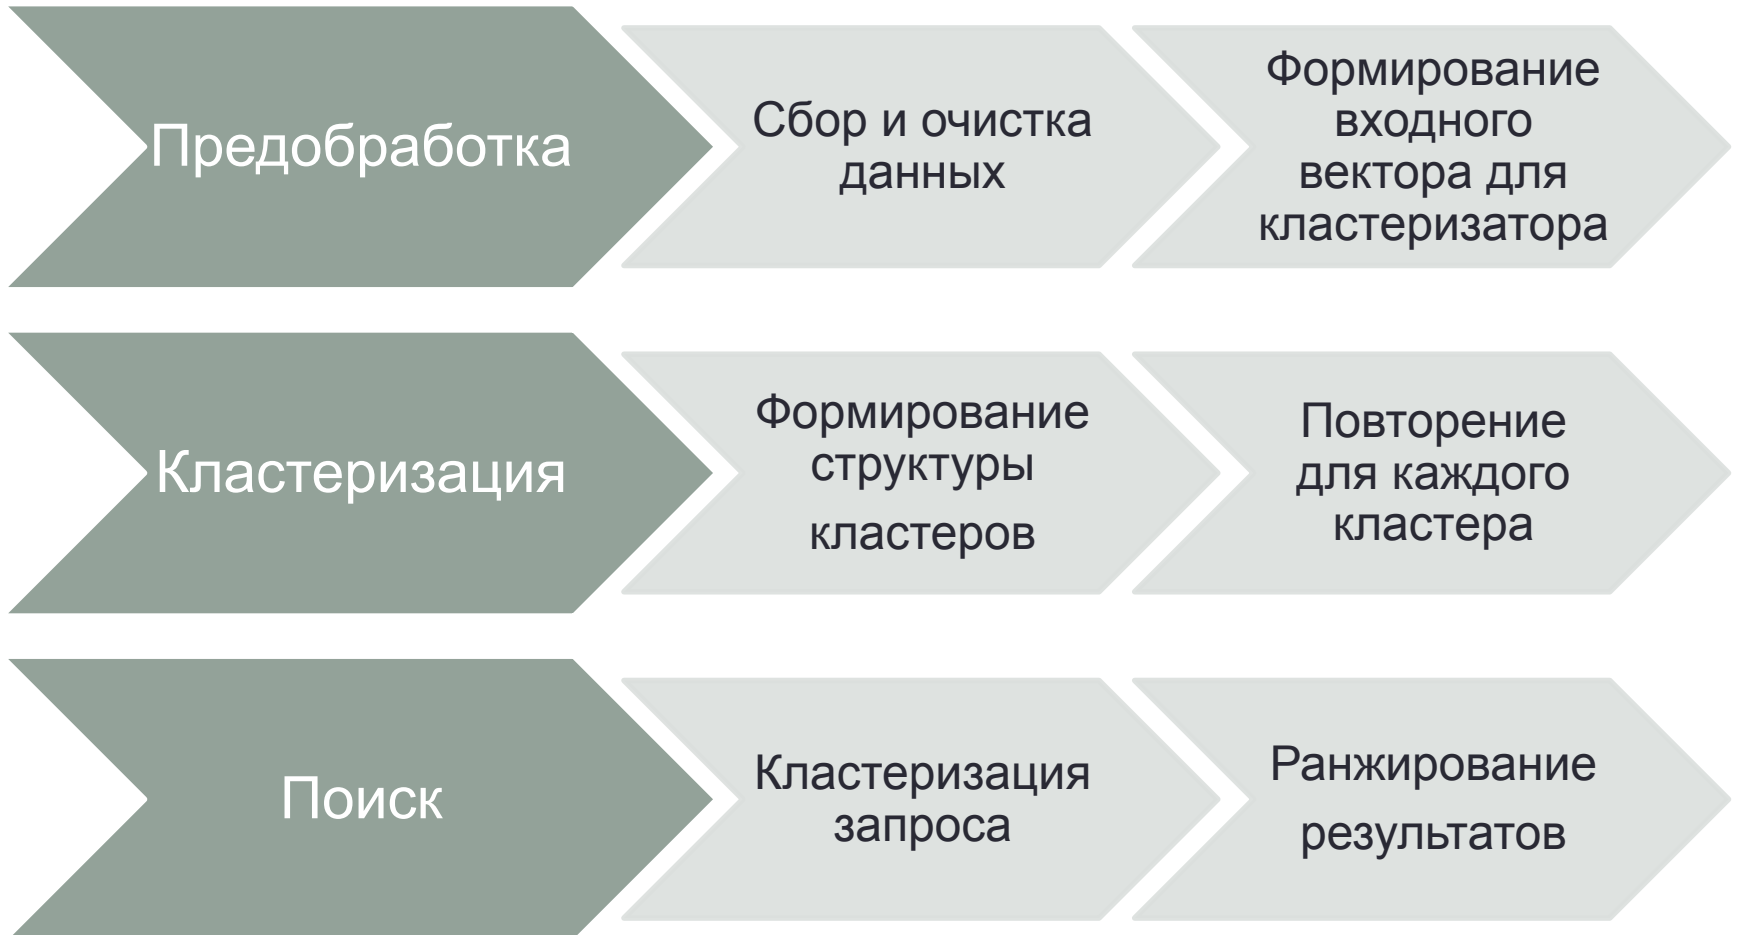 Предобработка
Сбор и очистка
данных
Формирование
входного
вектора для
кластеризатора
Кластеризация
Формирование
структуры
кластеров
Повторение
для каждого
кластера
Поиск
Кластеризация
запроса
Ранжирование
результатов